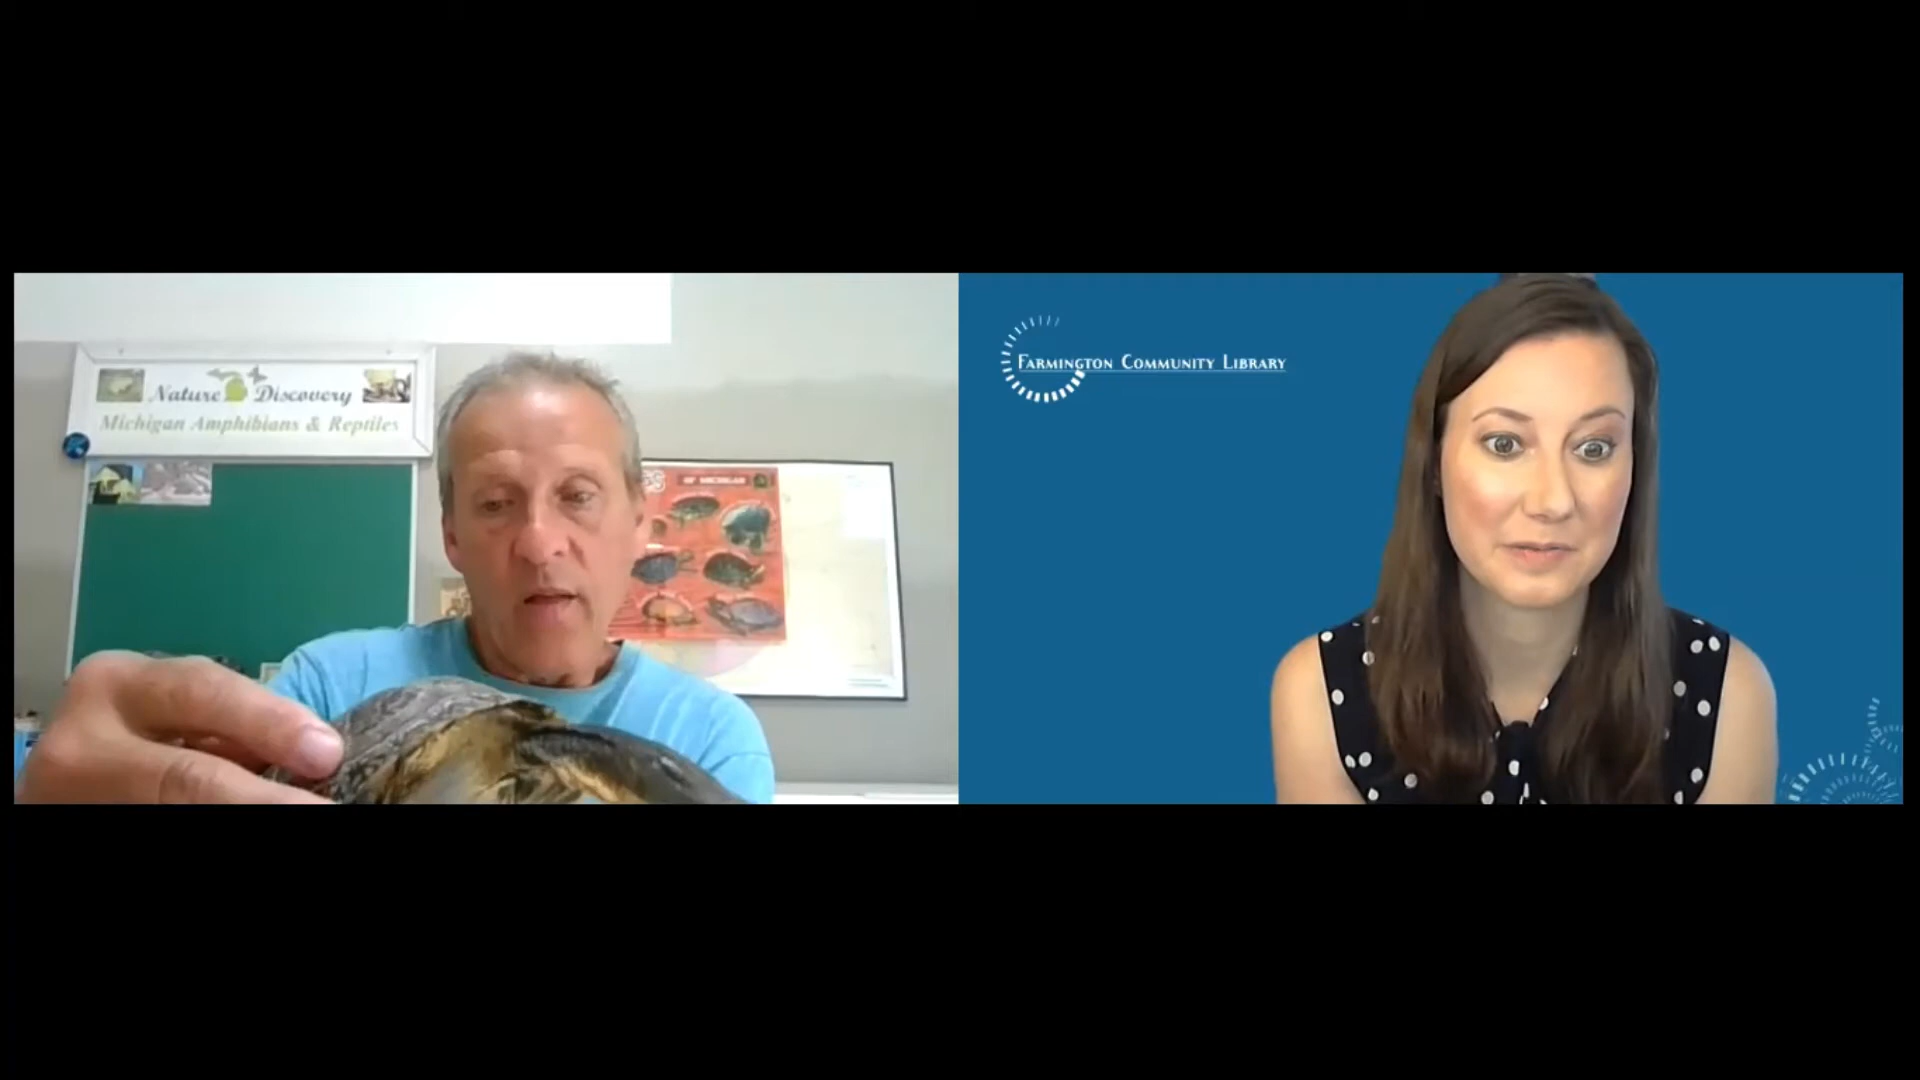 Nature Discovery
Michigan Amphibians & Reptiles
OF MICHIGAN
Farmington Community Library